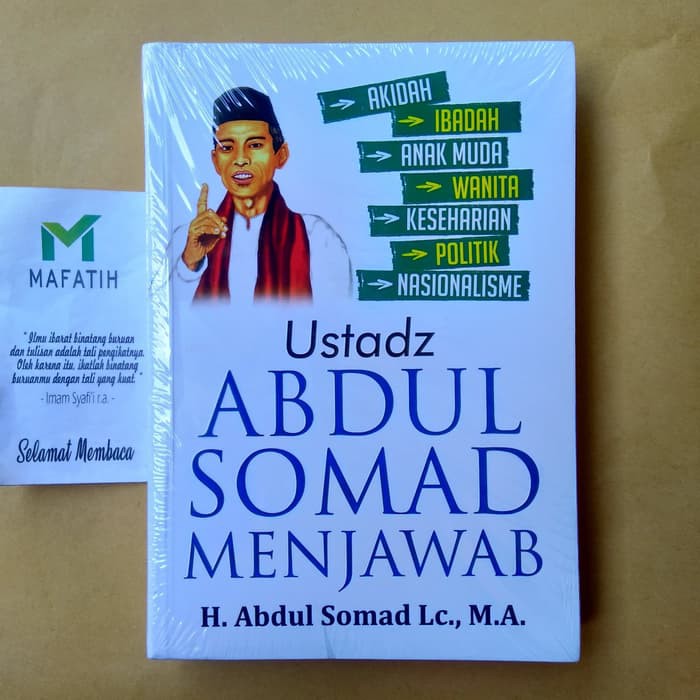 MAFATIH
"Ilmu ibarat binatang buruan
dan tulisan adalah tali pengikatnya.
Oleh karena itu, ikatlah binatang
buruanmu dengan tali yang kuat."
- Imam Syafi'i r.a. -
Selamat Membaca
→ AKIDAH
→ IBADAH
→ ANAK MUDA
→ WANITA
→ KESEHARIAN
→ POLITIK
→ NASIONALISME
Ustadz
ABDUL
SOMAD
MENJAWAB
H. Abdul Somad Lc., M.A.